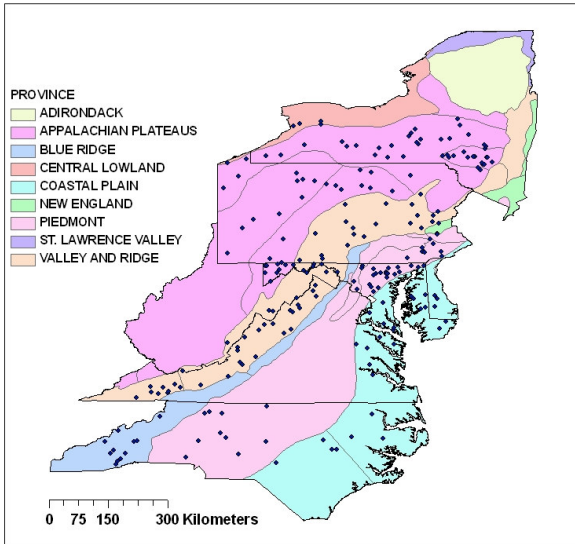 PROVINCE
ADIRONDACK
APPALACHIAN PLATEAUS
BLUE RIDGE
CENTRAL LOWLAND
COASTAL PLAIN
NEW ENGLAND
PIEDMONT
ST. LAWRENCE VALLEY
VALLEY AND RIDGE
0 75 150 300 Kilometers